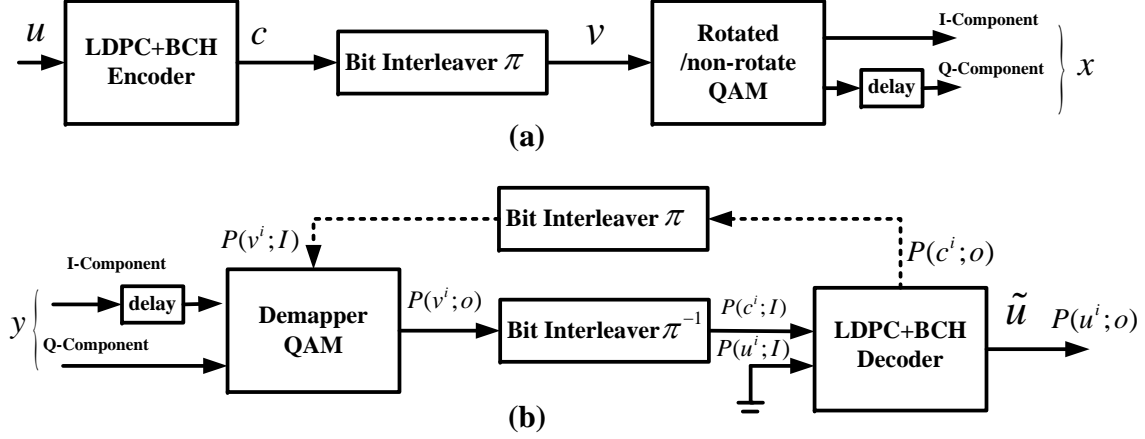 u
LDPC+BCH
Encoder
c
Bit Interleaver π
v
Rotated
/non-rotate
QAM
I-Component
Q-Component
delay
x
(a)
Bit Interleaver π
P(v^i;I)
P(c^i;o)
y
I-Component
delay
Q-Component
Demapper
QAM
P(v^i;o)
Bit Interleaver π^{-1}
P(c^i;I)
P(u^i;I)
LDPC+BCH
Decoder
ũ
P(u^i;o)
(b)